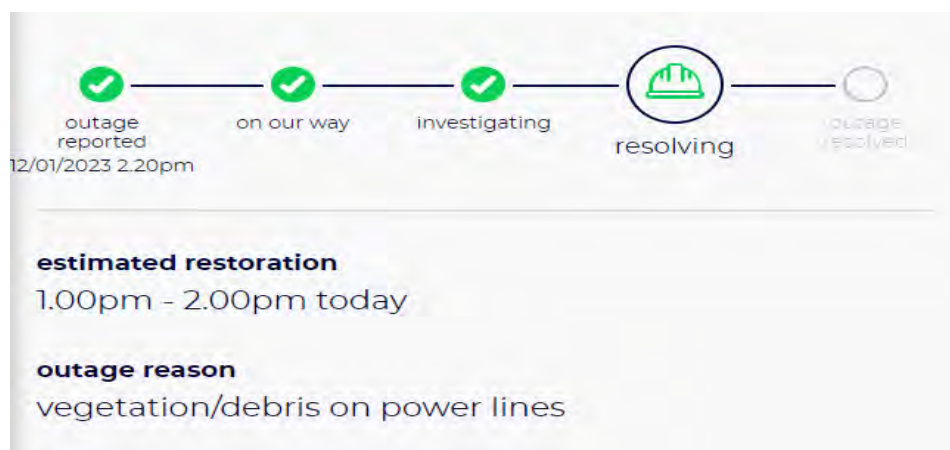 outage
reported
12/01/2023 2.20pm
on our way
investigating
resolving
outage
resolved
estimated restoration
1.00pm - 2.00pm today
outage reason
vegetation/debris on power lines